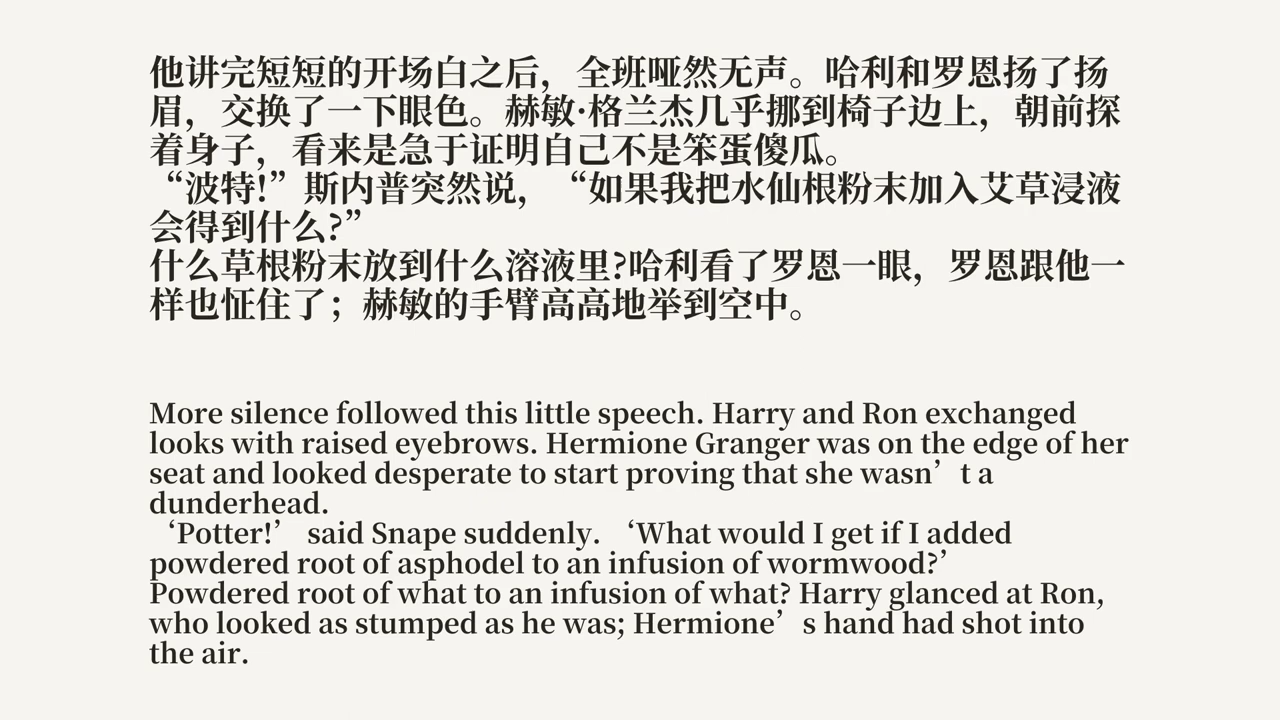 他讲完短短的开场白之后，全班哑然无声。哈利和罗恩扬了扬
眉，交换了一下眼色。赫敏·格兰杰几乎挪到椅子边上，朝前探
着身子，看来是急于证明自己不是笨蛋傻瓜。
“波特!”斯内普突然说，“如果我把水仙根粉末加入艾草浸液
会得到什么?”
什么草根粉末放到什么溶液里?哈利看了罗恩一眼，罗恩跟他一
样也怔住了；赫敏的手臂高高地举到空中。
More silence followed this little speech. Harry and Ron exchanged
looks with raised eyebrows. Hermione Granger was on the edge of her
seat and looked desperate to start proving that she wasn’t a
dunderhead.
‘Potter!’ said Snape suddenly. ‘What would I get if I added
powdered root of asphodel to an infusion of wormwood?’
Powdered root of what to an infusion of what? Harry glanced at Ron,
who looked as stumped as he was; Hermione’s hand had shot into
the air.